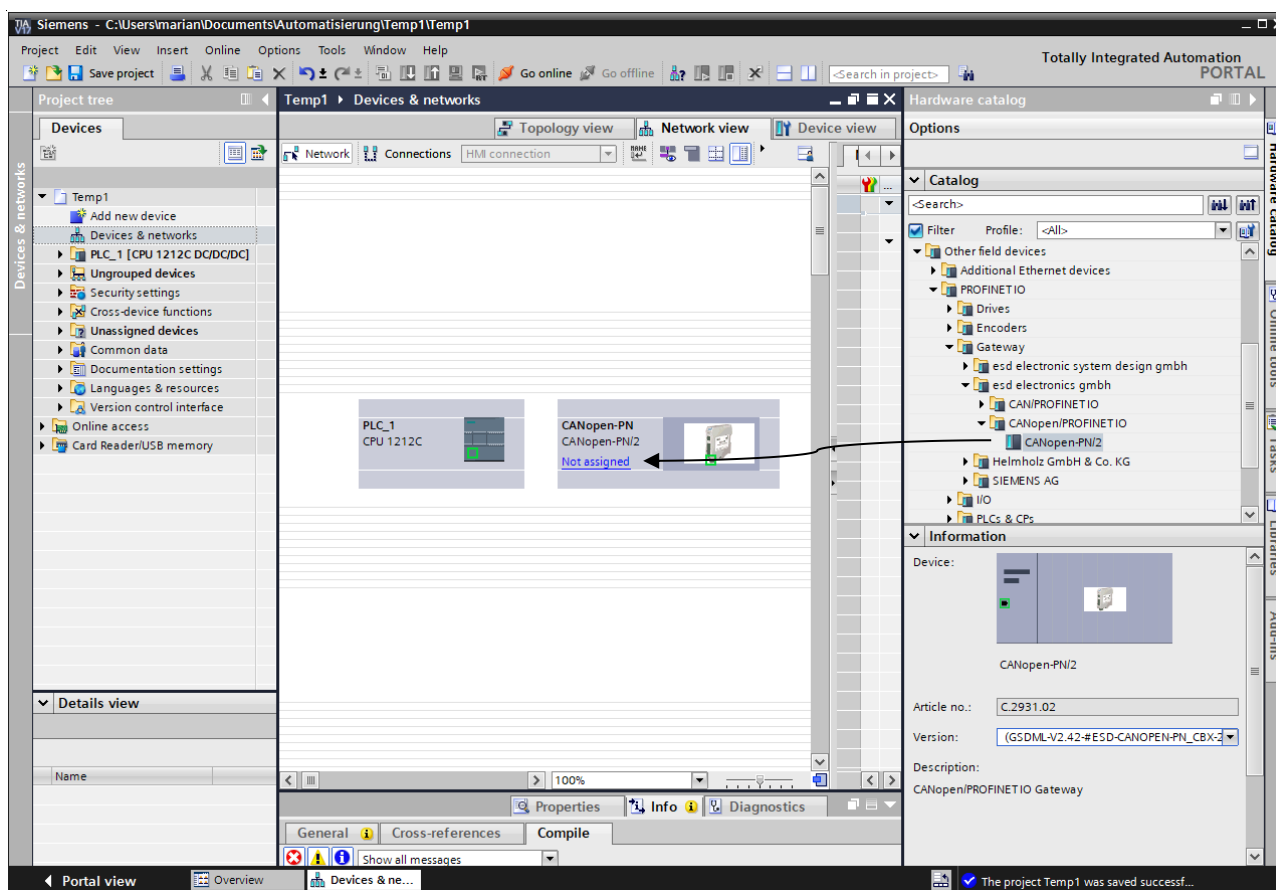 Siemens - C:\Users\marian\Documents\Automatisierung\Temp1\Temp1
Project Edit View Insert Online Options Tools Window Help
Totally Integrated Automation
PORTAL
Save project Go online Go offline <Search in project>
Project tree
Devices
Devices & networks
Temp1
Add new device
Devices & networks
PLC_1 [CPU 1212C DC/DC/DC]
Ungrouped devices
Security settings
Cross-device functions
Unassigned devices
Common data
Documentation settings
Languages & resources
Version control interface
Online access
Card Reader/USB memory
Details view
Name
Temp1 Devices & networks
Topology view Network view Device view
Network Connections HMI connection
PLC_1
CPU 1212C
CANopen-PN
CANopen-PN/2
Not assigned
100%
Properties Info Diagnostics
General Cross-references Compile
Show all messages
Hardware catalog
Options
Catalog
<Search>
Filter Profile: <All>
Other field devices
Additional Ethernet devices
PROFINET IO
Drives
Encoders
Gateway
esd electronic system design gmbh
esd electronics gmbh
CAN/PROFINET IO
CANopen/PROFINET IO
CANopen-PN/2
Helmholz GmbH & Co. KG
SIEMENS AG
I/O
PLCs & CPs
Information
Device:
CANopen-PN/2
Article no.: C.2931.02
Version: (GSDML-V2.42-#ESD-CANOPEN-PN_CBX-2
Description:
CANopen/PROFINET IO Gateway
Hardware catalog
Online tools
Tasks
Libraries
Add-ins
Portal view Overview Devices & ne...
The project Temp1 was saved successf...